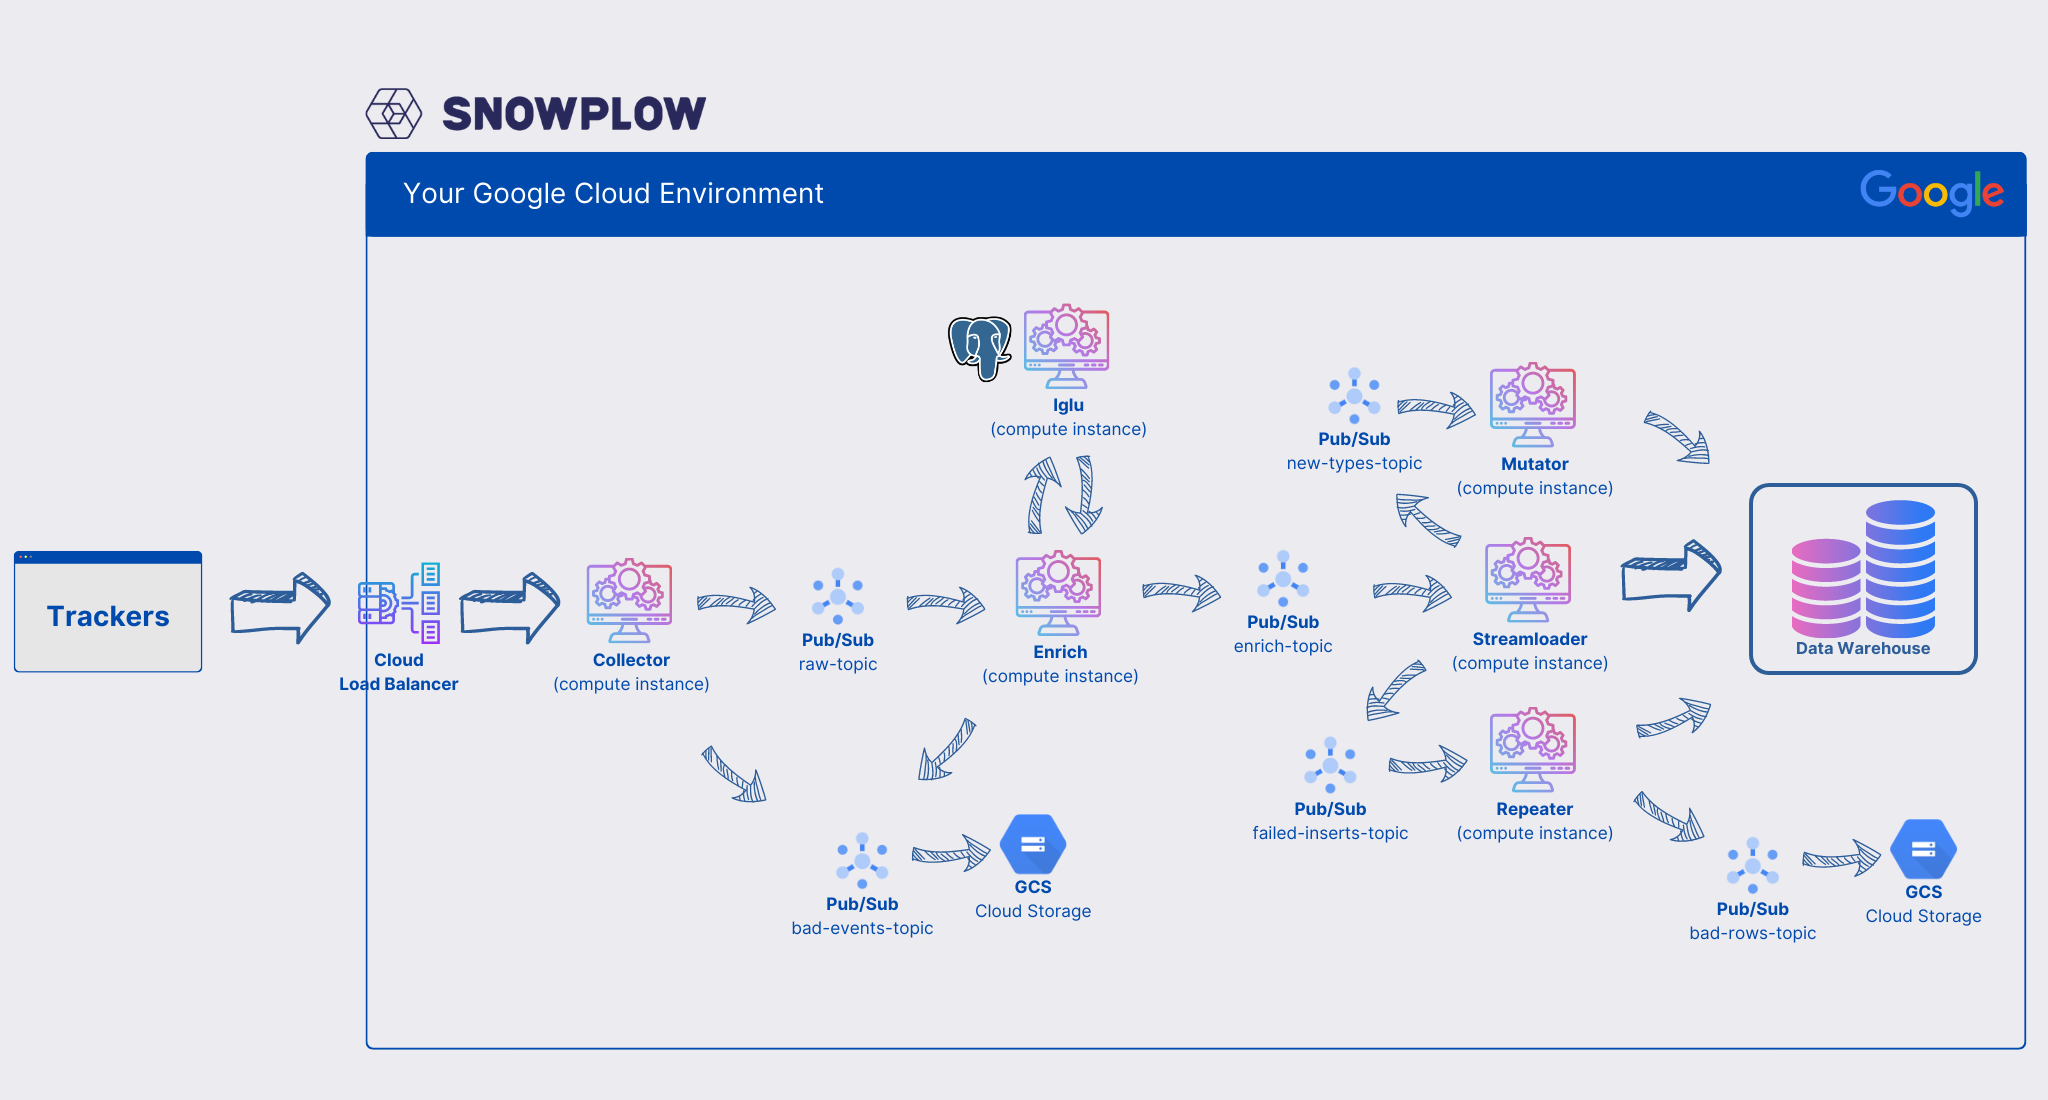 SNOWPLOW
Your Google Cloud Environment
Google
Trackers
Cloud
Load Balancer
Collector
(compute instance)
Pub/Sub
raw-topic
Iglu
(compute instance)
Enrich
(compute instance)
Pub/Sub
bad-events-topic
GCS
Cloud Storage
Pub/Sub
enrich-topic
Pub/Sub
new-types-topic
Mutator
(compute instance)
Streamloader
(compute instance)
Pub/Sub
failed-inserts-topic
Repeater
(compute instance)
Data Warehouse
Pub/Sub
bad-rows-topic
GCS
Cloud Storage